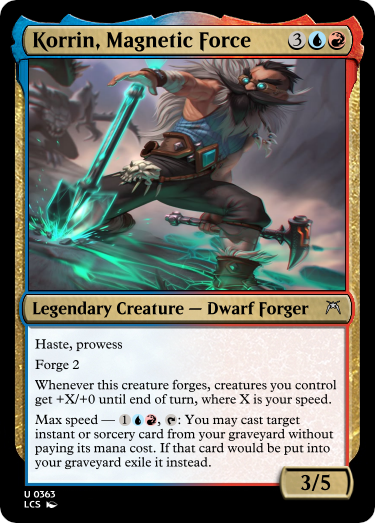 Korrin, Magnetic Force 3
Legendary Creature — Dwarf Forger
Haste, prowess
Forge 2
Whenever this creature forges, creatures you control
get +X/+0 until end of turn, where X is your speed.
Max speed — 1, : You may cast target
instant or sorcery card from your graveyard without
paying its mana cost. If that card would be put into
your graveyard exile it instead.
3/5
U 0363
LCS